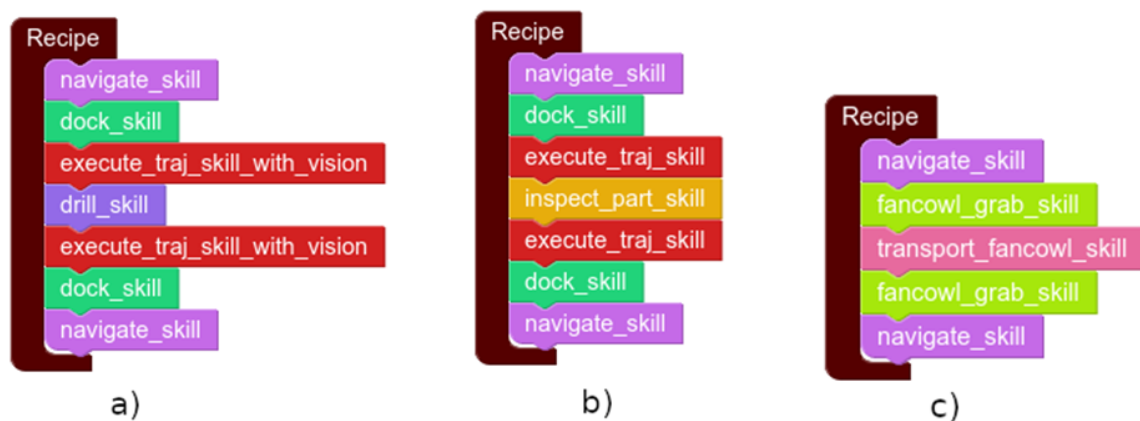 Recipe
navigate_skill
dock_skill
execute_traj_skill_with_vision
drill_skill
execute_traj_skill_with_vision
dock_skill
navigate_skill
a)
Recipe
navigate_skill
dock_skill
execute_traj_skill
inspect_part_skill
execute_traj_skill
dock_skill
navigate_skill
b)
Recipe
navigate_skill
fancowl_grab_skill
transport_fancowl_skill
fancowl_grab_skill
navigate_skill
c)